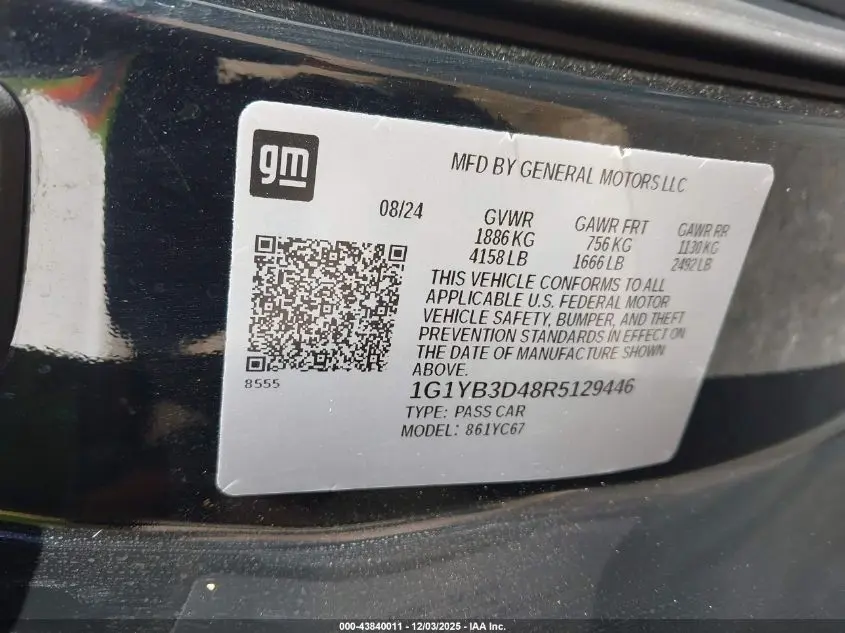 gm
MFD BY GENERAL MOTORS LLC
08/24
GVWR
1886 KG
4158 LB
GAWR FRT
756 KG
1666 LB
GAWR RR
1130 KG
2492 LB
THIS VEHICLE CONFORMS TO ALL
APPLICABLE U.S. FEDERAL MOTOR
VEHICLE SAFETY, BUMPER, AND THEFT
PREVENTION STANDARDS IN EFFECT ON
THE DATE OF MANUFACTURE SHOWN
ABOVE.
8555
1G1YB3D48R5129446
TYPE: PASS CAR
MODEL: 861YC67
000-43840011 - 12/03/2025 - IAA Inc.